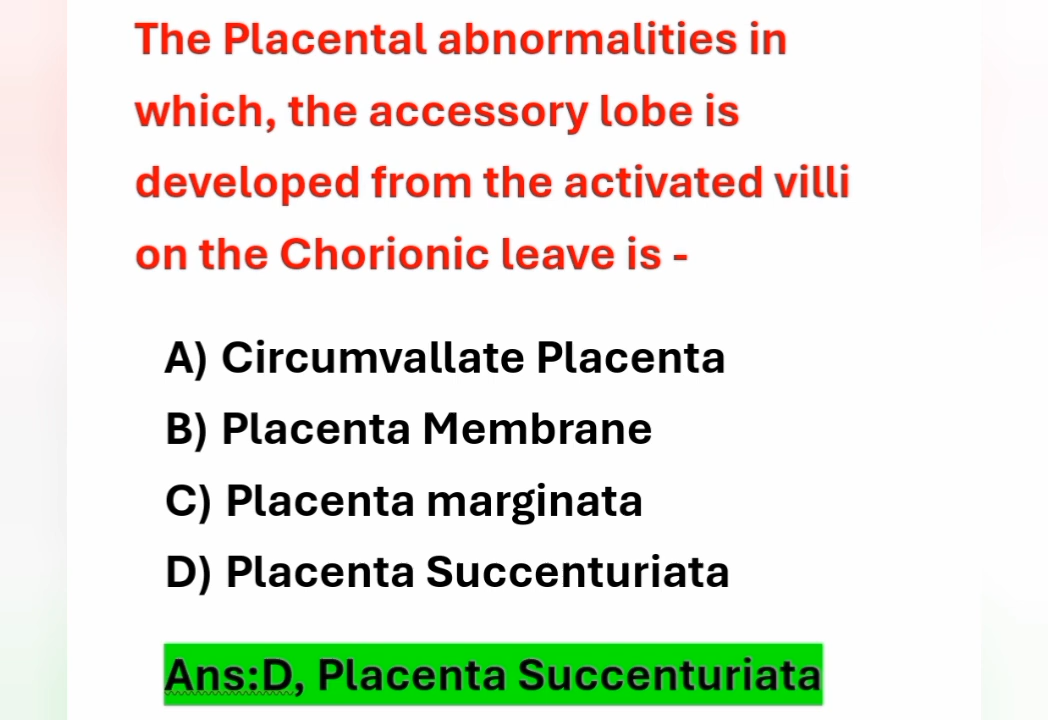 The Placental abnormalities in
which, the accessory lobe is
developed from the activated villi
on the Chorionic leave is -
A) Circumvallate Placenta
B) Placenta Membrane
C) Placenta marginata
D) Placenta Succenturiata
Ans:D, Placenta Succenturiata